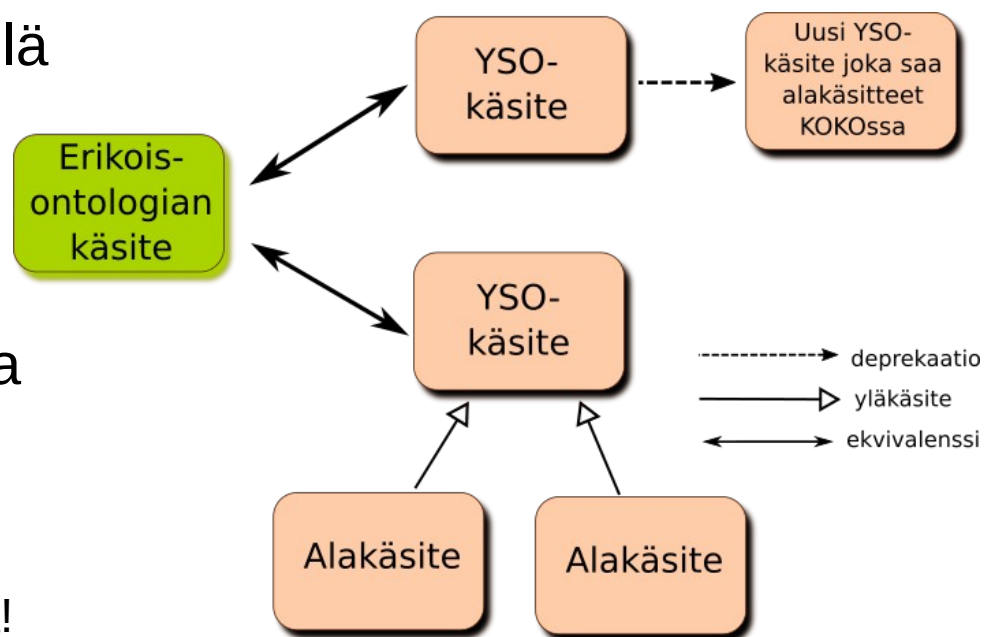 lä
YSO-
käsite
Uusi YSO-
käsite joka saa
alakäsitteet
KOKOssa
Erikois-
ontologian
käsite
YSO-
käsite
a
deprekaatio
yläkäsite
ekvivalenssi
Alakäsite
Alakäsite
!